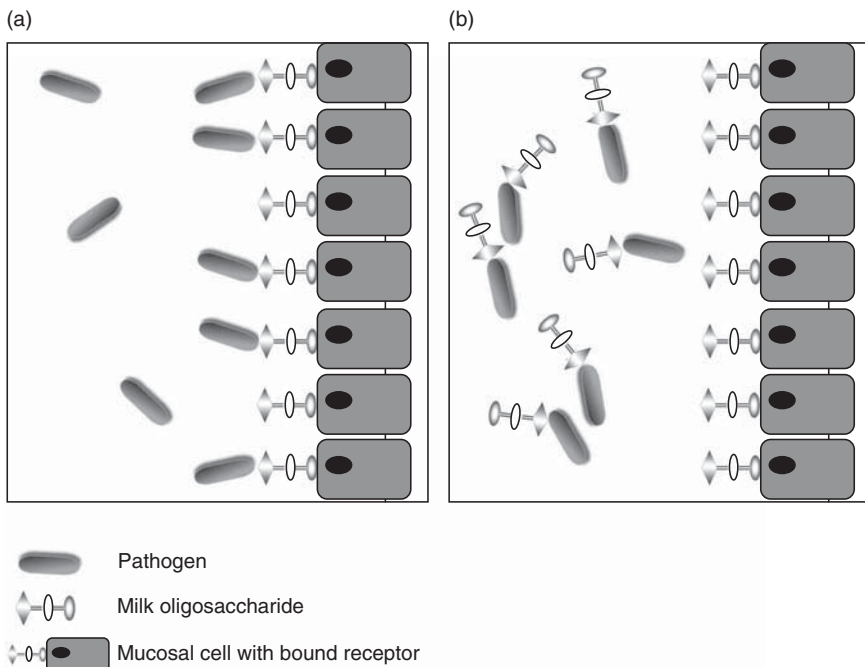 (a) (b)
Pathogen
Milk oligosaccharide
Mucosal cell with bound receptor